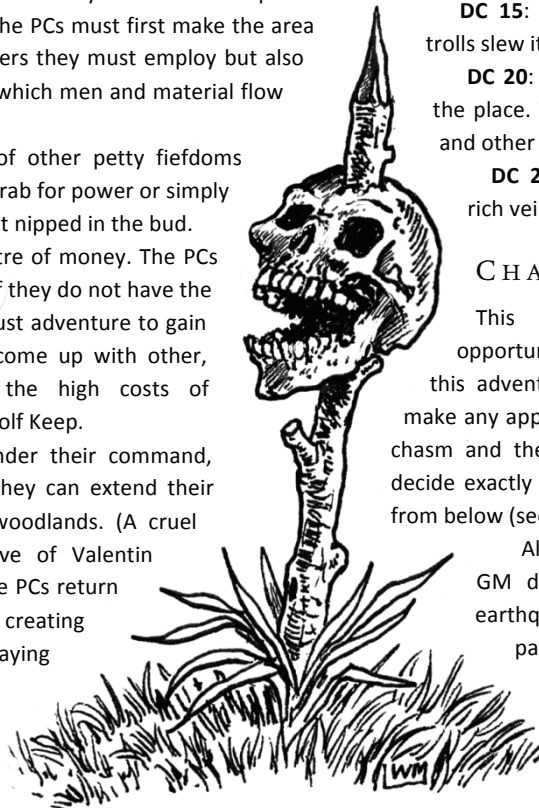 he PCs must first make the area
ers they must employ but also
which men and material flow
of other petty fiefdoms
rab for power or simply
t nipped in the bud.
tre of money. The PCs
f they do not have the
ust adventure to gain
come up with other,
the high costs of
olf Keep.
nder their command,
hey can extend their
woodlands. (A cruel
ve of Valentin
e PCs return
creating
aying
DC 15:
trolls slew it
DC 20:
the place.
and other
DC 2
rich vei
CHA
This
opportun
this advent
make any app
chasm and the
decide exactly
from below (see
Al
GM d
earthq
pa
WM